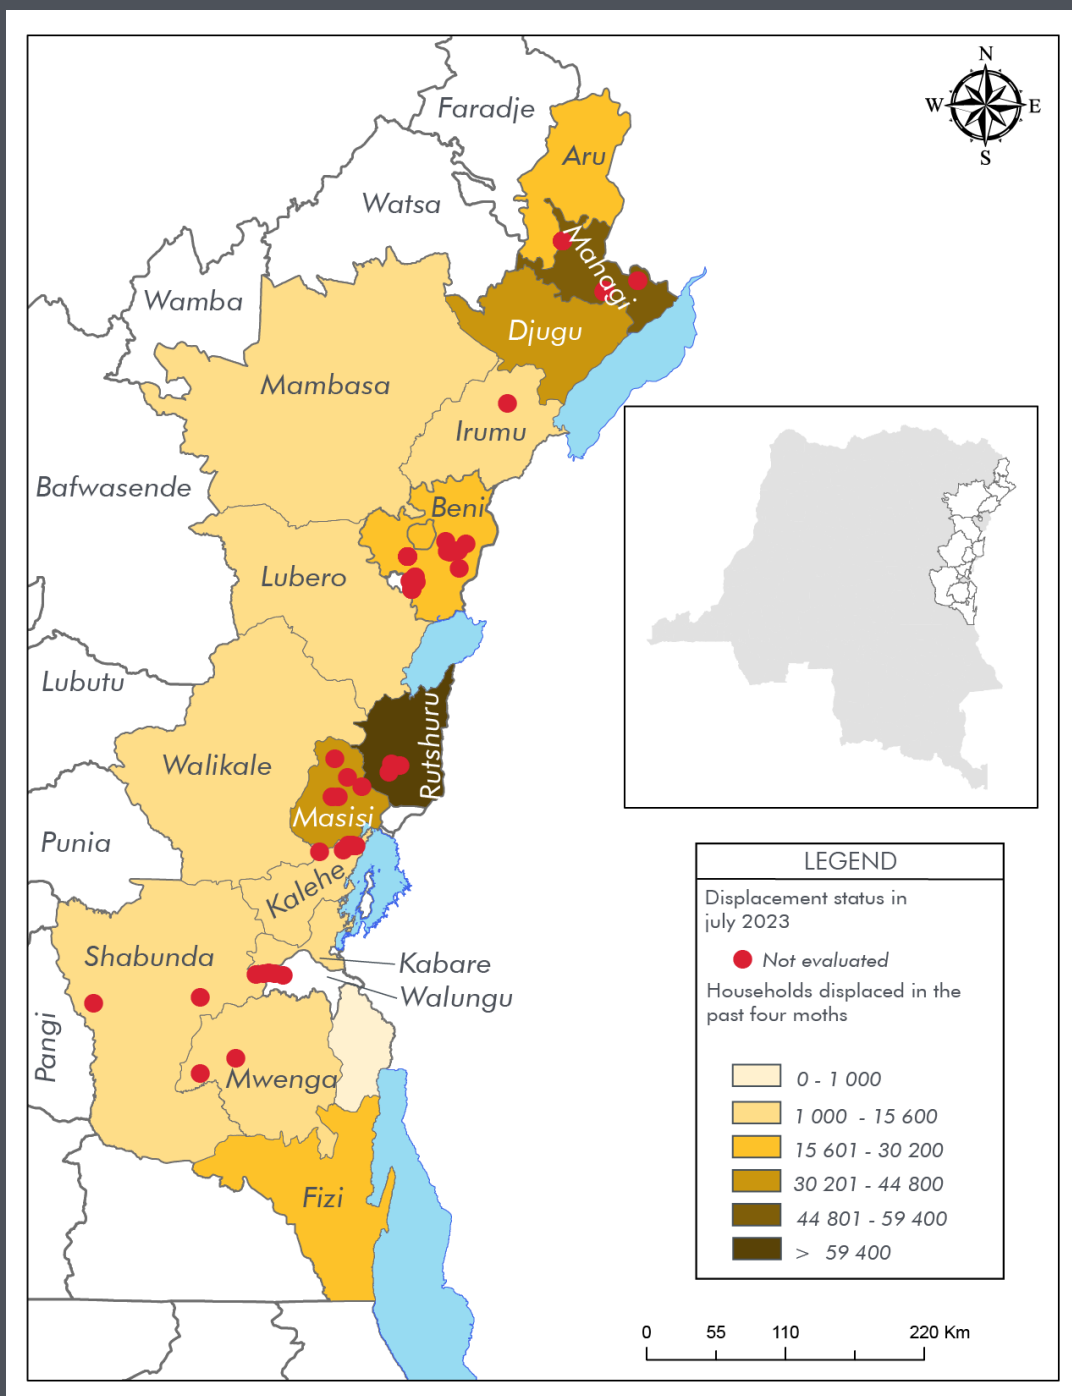 N
W
E
S
Faradje
Aru
Watsa
Mahagi
Wamba
Djugu
Mambasa
Irumu
Bafwasende
Beni
Lubero
Lubutu
Rutshuru
Walikale
Masisi
Punia
Kalehe
Shabunda
Kabare
Walungu
Pangi
Mwenga
Fizi
LEGEND
Displacement status in
july 2023
Not evaluated
Households displaced in the
past four moths
0 - 1 000
1 000 - 15 600
15 601 - 30 200
30 201 - 44 800
44 801 - 59 400
> 59 400
0 55 110 220 Km